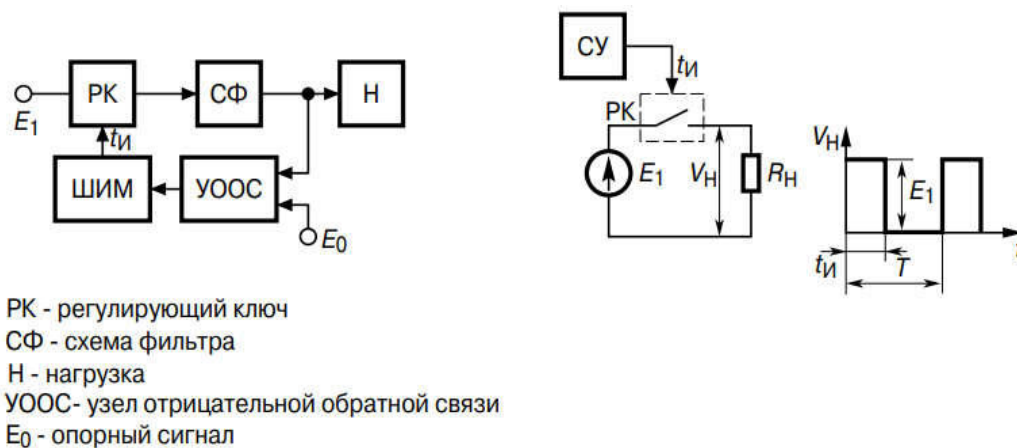 РК
СФ
Н
E1
tИ
ШИМ
УООС
E0
СУ
tИ
РК
E1
VН
RН
VН
E1
tИ
T
t
РК - регулирующий ключ
СФ - схема фильтра
Н - нагрузка
УООС- узел отрицательной обратной связи
E0 - опорный сигнал